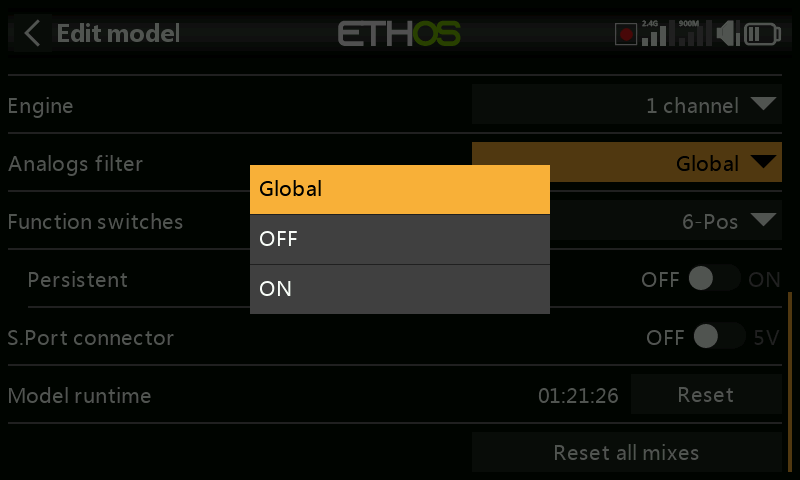 Edit model
ETHOS
2.4G
900M
Engine
1 channel
Analogs filter
Global
Global
OFF
ON
Function switches
6-Pos
Persistent
OFF
ON
S.Port connector
OFF
5V
Model runtime
01:21:26
Reset
Reset all mixes